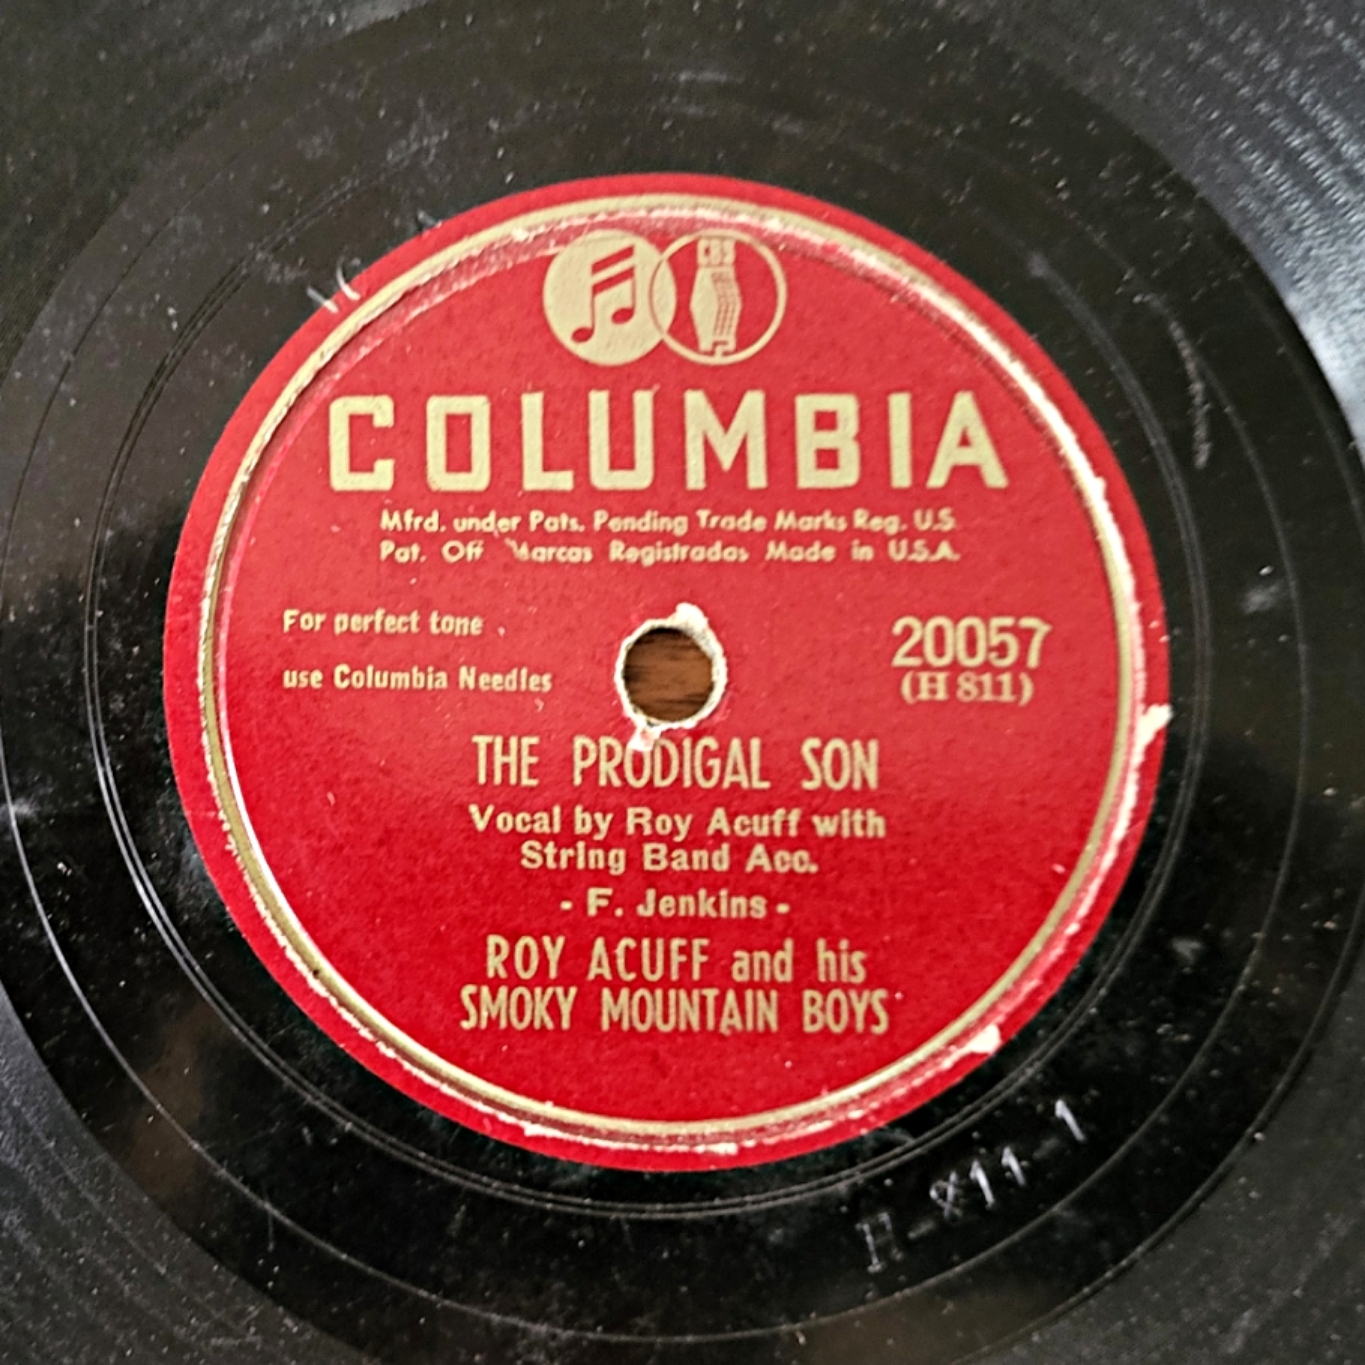 CBS
COLUMBIA
Mfrd. under Pats. Pending Trade Marks Reg. U.S.
Pat. Off Marcas Registradas Made in U.S.A.
For perfect tone
use Columbia Needles
20057
(H 811)
THE PRODIGAL SON
Vocal by Roy Acuff with
String Band Acc.
- F. Jenkins -
ROY ACUFF and his
SMOKY MOUNTAIN BOYS
H-811-1